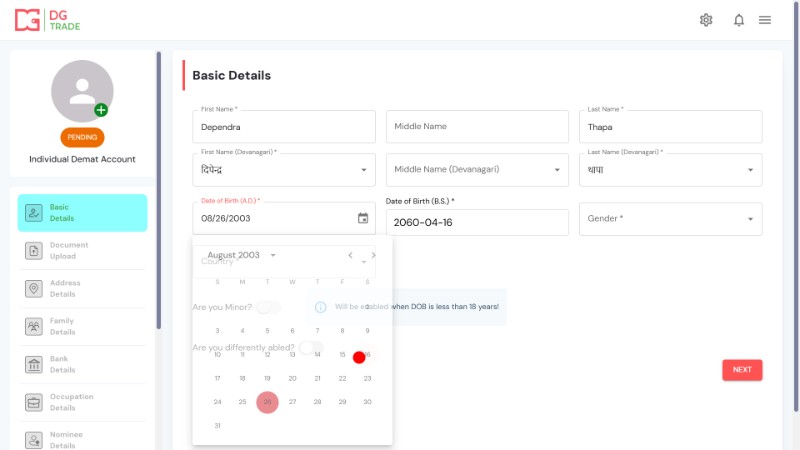 DG
TRADE
PENDING
Individual Demat Account
Basic
Details
Document
Upload
Address
Details
Family
Details
Bank
Details
Occupation
Details
Nominee
Details
Basic Details
First Name *
Dependra
Middle Name
Last Name *
Thapa
First Name (Devanagari) *
दिपेन्द्र
Middle Name (Devanagari)
Last Name (Devanagari) *
थापा
Date of Birth (A.D.) *
08/26/2003
Date of Birth (B.S.) *
2060-04-16
Gender *
August 2003
Country *
S M T W T F S
1 2
Are you Minor?
Will be enabled when DOB is less than 18 years!
3 4 5 6 7 8 9
Are you differently abled?
10 11 12 13 14 15 16
17 18 19 20 21 22 23
24 25 26 27 28 29 30
31
NEXT